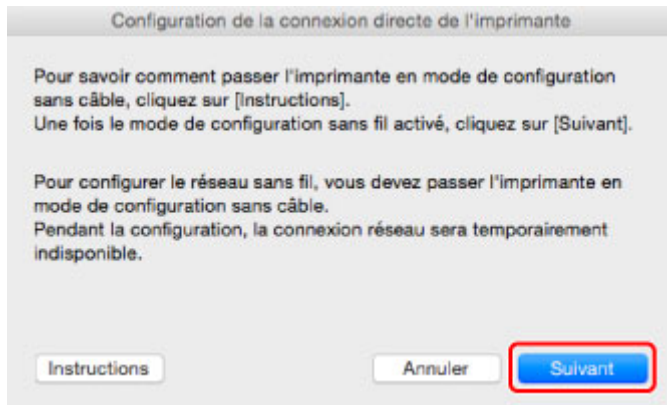 Configuration de la connexion directe de l'imprimante
Pour savoir comment passer l'imprimante en mode de configuration
sans câble, cliquez sur [Instructions].
Une fois le mode de configuration sans fil activé, cliquez sur [Suivant].
Pour configurer le réseau sans fil, vous devez passer l'imprimante en
mode de configuration sans câble.
Pendant la configuration, la connexion réseau sera temporairement
indisponible.
Instructions
Annuler
Suivant